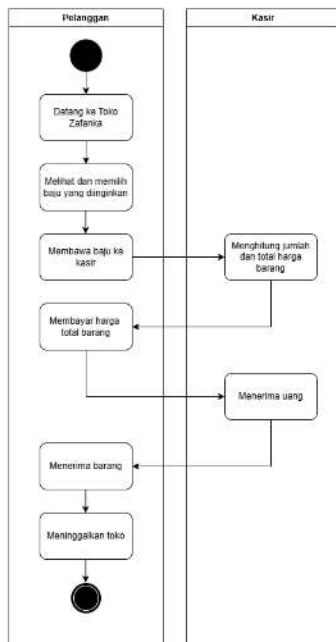 Pelanggan
Kasir
Datang ke Toko
Zafanka
Melihat dan memilih
baju yang diinginkan
Membawa baju ke
kasir
Menghitung jumlah
dan total harga
barang
Membayar harga
total barang
Menerima uang
Menerima barang
Meninggalkan toko